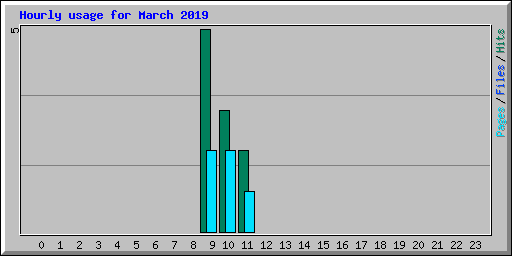 Hourly usage for March 2019
5
Pages/Files/Hits
0 1 2 3 4 5 6 7 8 9 10 11 12 13 14 15 16 17 18 19 20 21 22 23